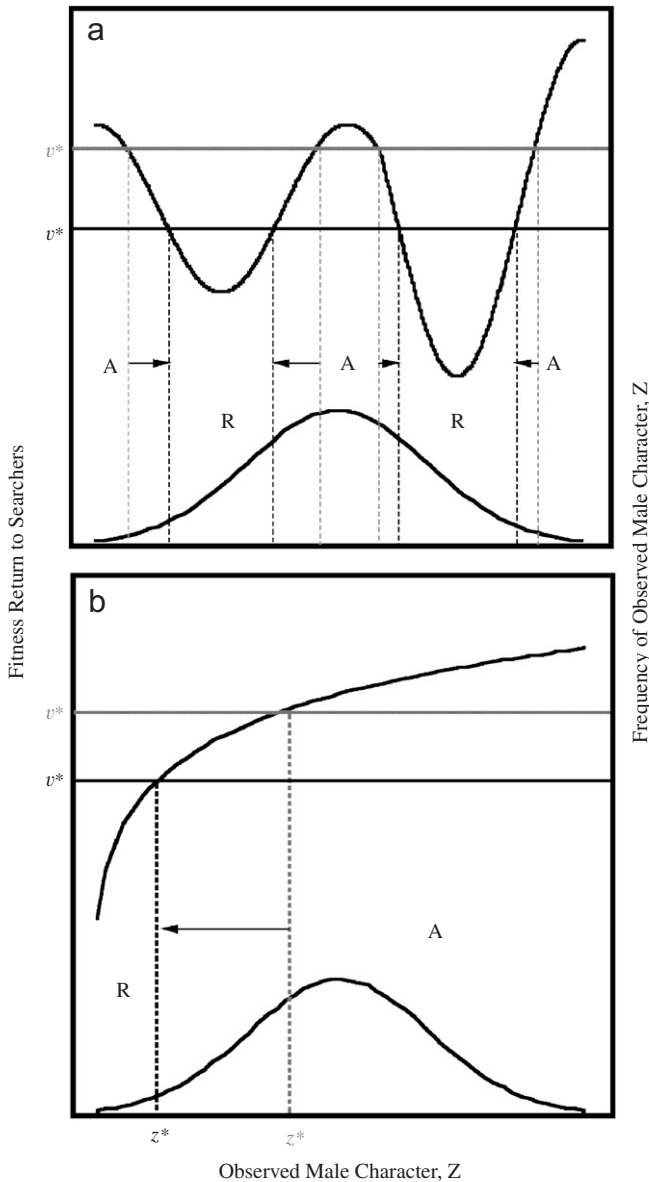 a
v*
v*
A
A
A
R
R
Fitness Return to Searchers
Frequency of Observed Male Character, Z
b
v*
v*
A
R
z*
z*
Observed Male Character, Z